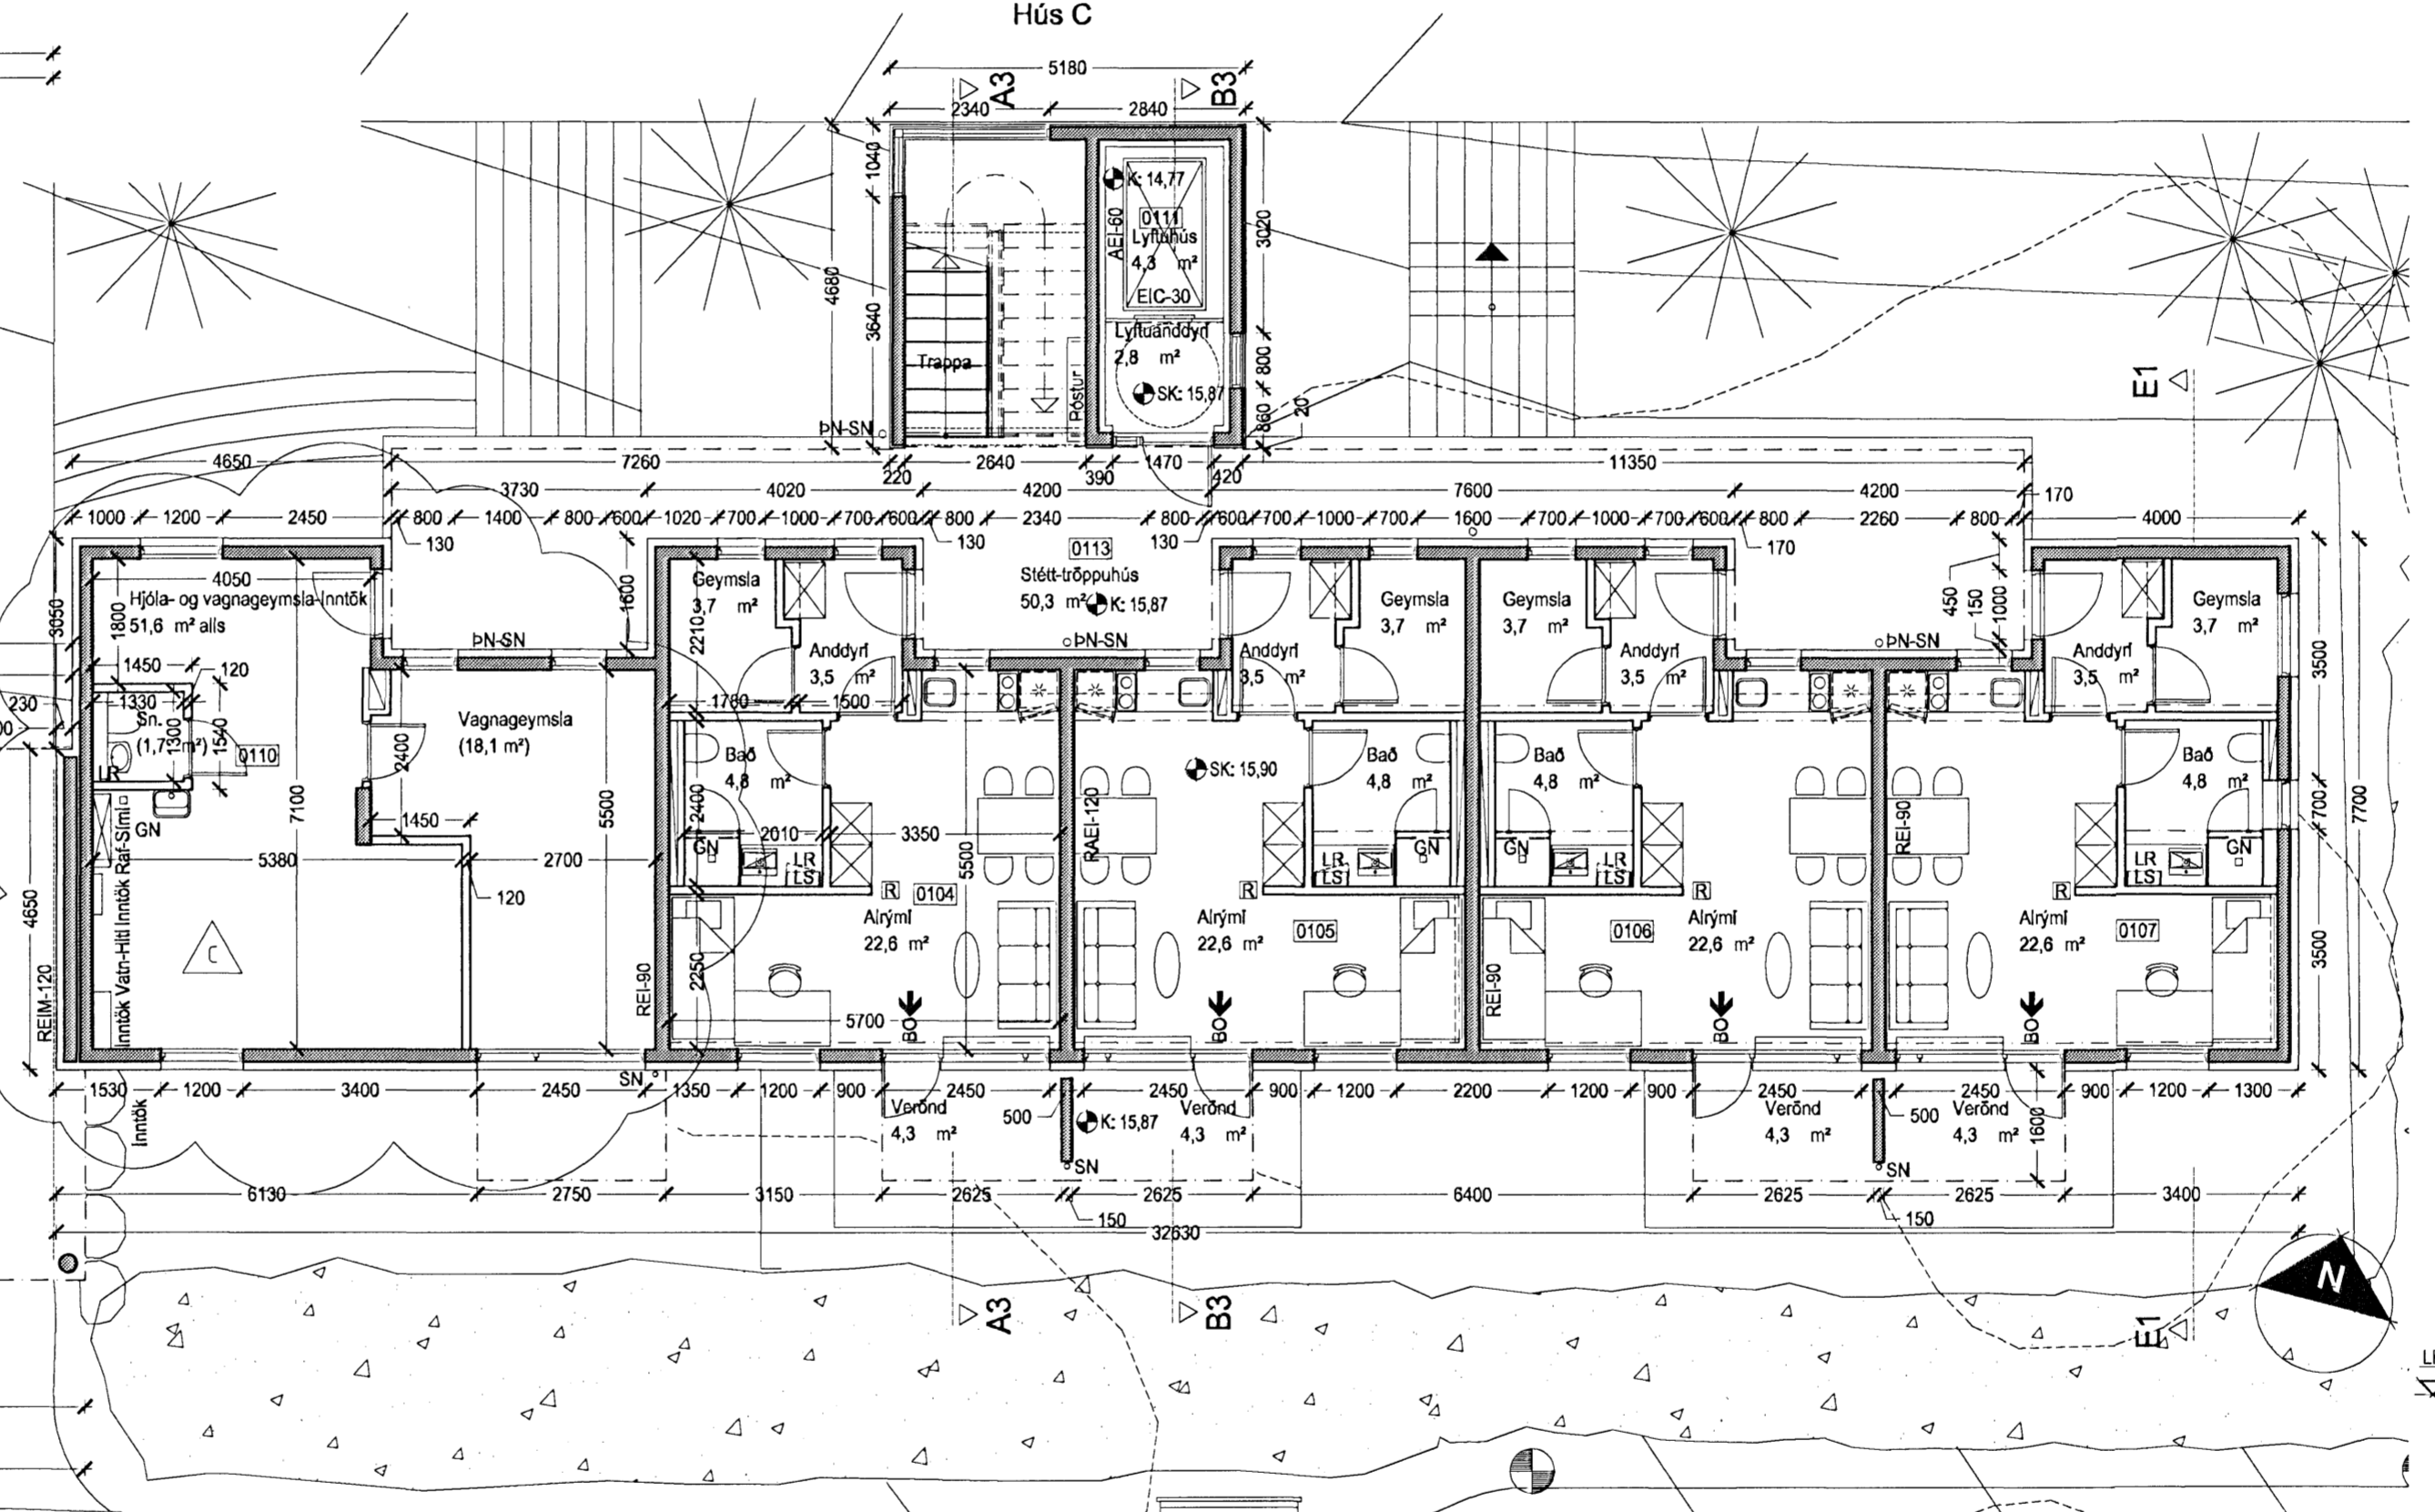 Hús C
5180
A3
B3
2340
2840
1040
4680
3640
K: 14,77
AEI-60
0111
Lyftuhús
4,3 m²
EIC-30
3020
Lyftuanddyri
2,8 m²
800
Trappa
Póstur
SK: 15,87
860
20
E1
ÞN-SN
4650
7260
2640
1470
11350
220
390
420
3730
4020
4200
7600
4200
170
1000
1200
2450
800
1400
800
600
1020
700
1000
700
600
800
2340
800
600
700
1000
700
1600
700
1000
700
600
800
2260
800
4000
130
130
0113
130
170
Stétt-tröppuhús
50,3 m²
K: 15,87
4050
Hjóla- og vagnageymsla-Inntök
51,6 m² alls
3050
1800
1600
ÞN-SN
ÞN-SN
ÞN-SN
450
150
1000
Geymsla
3,7 m²
Geymsla
3,7 m²
Geymsla
3,7 m²
Geymsla
3,7 m²
2210
Anddyri
3,5 m²
Anddyri
3,5 m²
Anddyri
3,5 m²
Anddyri
3,5 m²
3500
1450
120
230
1330
Sn.
(1,7 m²)
1300
1540
LR
0110
Vagnageymsla
(18,1 m²)
2400
1780
1500
Bað
4,8 m²
SK: 15,90
Bað
4,8 m²
Bað
4,8 m²
Bað
4,8 m²
GN
7100
1450
5500
2400
2010
3350
5500
RAEI-120
REI-90
700
7700
5380
2700
120
GN
LR
LS
LR
LS
GN
GN
LR
LS
LR
LS
GN
R
0104
R
R
R
4650
REIM-120
Inntök Vatn-Hiti Inntök Raf-Sími
C
REI-90
2250
Alrými
22,6 m²
Alrými
22,6 m²
0105
REI-90
0106
Alrými
22,6 m²
Alrými
22,6 m²
0107
3500
5700
BO
BO
BO
BO
1530
1200
3400
2450
SN
1350
1200
900
2450
2450
900
1200
2200
1200
900
2450
2450
900
1200
1300
Inntök
Verönd
4,3 m²
500
K: 15,87
Verönd
4,3 m²
Verönd
4,3 m²
500
Verönd
4,3 m²
1600
SN
SN
6130
2750
3150
2625
2625
6400
2625
2625
3400
150
150
32630
N
A3
B3
E1